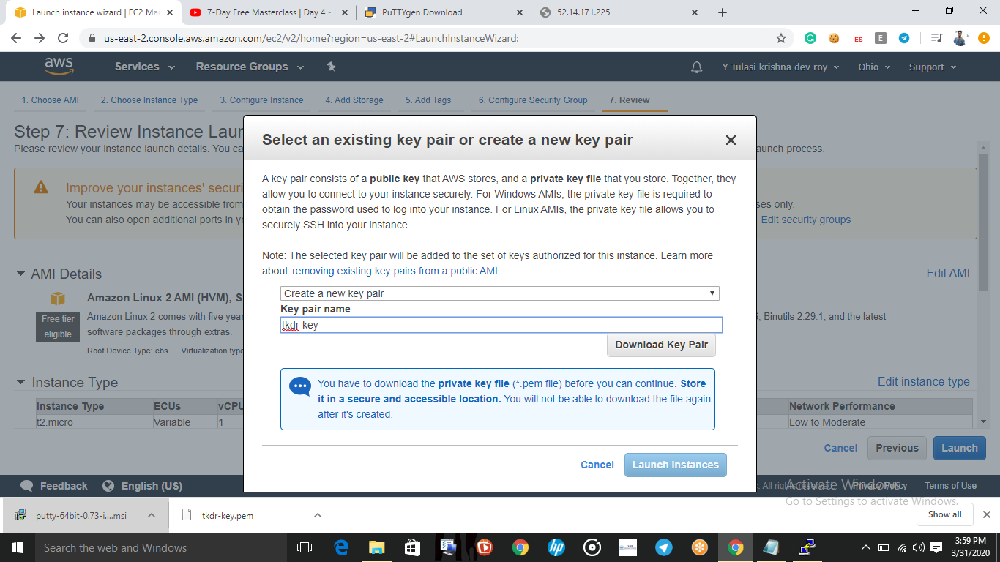 Launch instance wizard | EC2 Ma
7-Day Free Masterclass | Day 4 -
PuTTYgen Download
52.14.171.225
us-east-2.console.aws.amazon.com/ec2/v2/home?region=us-east-2#LaunchInstanceWizard:
ES
E
aws
Services
Resource Groups
Y Tulasi krishna dev roy
Ohio
Support
1. Choose AMI
2. Choose Instance Type
3. Configure Instance
4. Add Storage
5. Add Tags
6. Configure Security Group
7. Review
Step 7: Review Instance Laun
Please review your instance launch details. You ca
aunch process.
Improve your instances' securi
Your instances may be accessible from
ses only.
You can also open additional ports in yo
Edit security groups
Select an existing key pair or create a new key pair
A key pair consists of a public key that AWS stores, and a private key file that you store. Together, they
allow you to connect to your instance securely. For Windows AMIs, the private key file is required to
obtain the password used to log into your instance. For Linux AMIs, the private key file allows you to
securely SSH into your instance.
Note: The selected key pair will be added to the set of keys authorized for this instance. Learn more
about removing existing key pairs from a public AMI.
Create a new key pair
Key pair name
tkdr-key
Download Key Pair
You have to download the private key file (*.pem file) before you can continue. Store
it in a secure and accessible location. You will not be able to download the file again
after it's created.
Cancel
Launch Instances
AMI Details
Edit AMI
Amazon Linux 2 AMI (HVM), S
Free tier
eligible
Amazon Linux 2 comes with five year
, Binutils 2.29.1, and the latest
software packages through extras.
Root Device Type: ebs
Virtualization type
Instance Type
Edit instance type
Instance Type
ECUs
vCPU
Network Performance
t2.micro
Variable
1
Low to Moderate
Cancel
Previous
Launch
Feedback
English (US)
. All rights reserved.
Privacy Policy
Terms of Use
Activate Windows
Go to Settings to activate Windows.
putty-64bit-0.73-i....msi
tkdr-key.pem
Show all
Search the web and Windows
hp
3:59 PM
3/31/2020